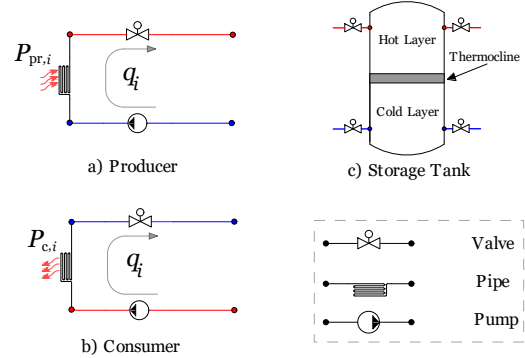 P_pr,i
q_i
a) Producer
Hot Layer
Thermocline
Cold Layer
c) Storage Tank
P_c,i
q_i
b) Consumer
Valve
Pipe
Pump